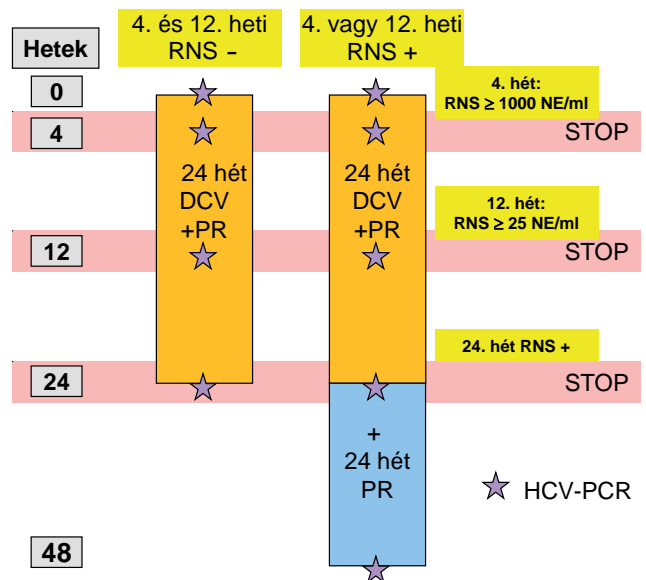 Hetek
4. és 12. heti
RNS -
4. vagy 12. heti
RNS +
0
4. hét:
RNS ≥ 1000 NE/ml
4
STOP
24 hét
DCV
+PR
24 hét
DCV
+PR
12. hét:
RNS ≥ 25 NE/ml
12
STOP
24. hét RNS +
24
STOP
+
24 hét
PR
HCV-PCR
48